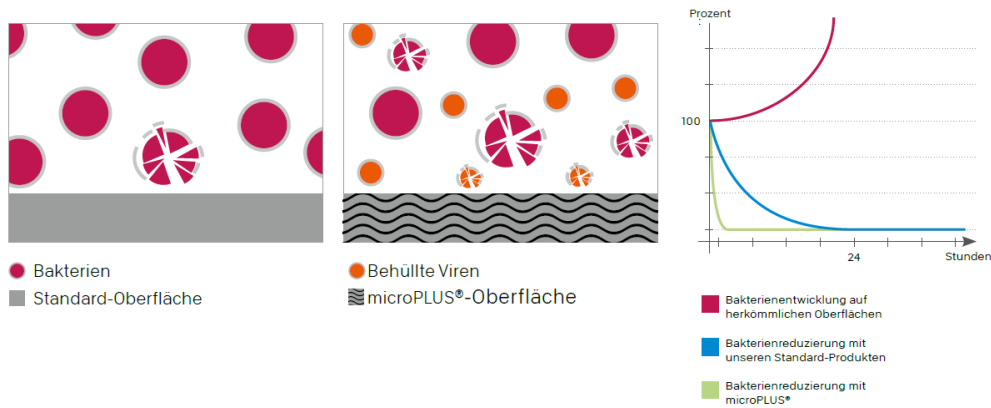 Bakterien
Standard-Oberfläche
Behüllte Viren
microPLUS®-Oberfläche
Prozent
100
24
Stunden
Bakterienentwicklung auf
herkömmlichen Oberflächen
Bakterienreduzierung mit
unseren Standard-Produkten
Bakterienreduzierung mit
microPLUS®